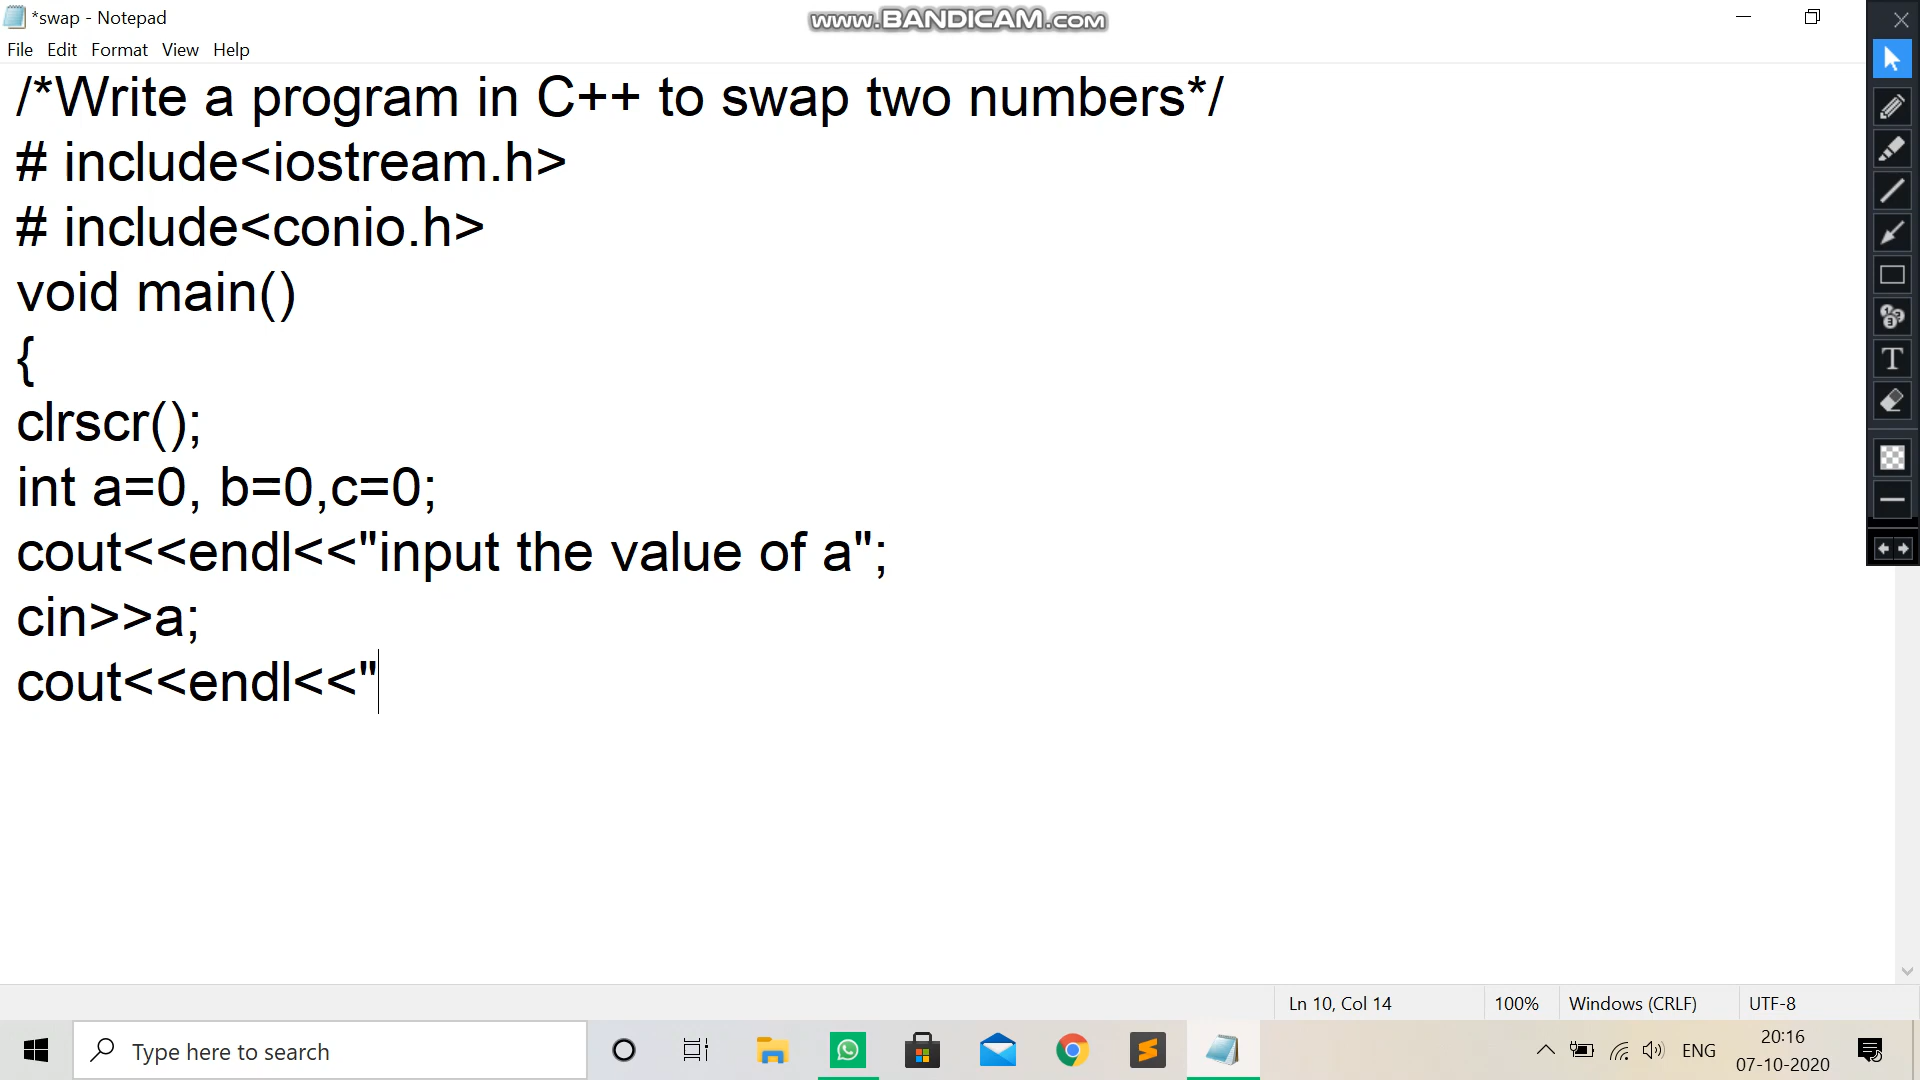 *swap - Notepad
www.BANDICAM.com
File Edit Format View Help
/*Write a program in C++ to swap two numbers*/
# include<iostream.h>
# include<conio.h>
void main()
{
clrscr();
int a=0, b=0,c=0;
cout<<endl<<"input the value of a";
cin>>a;
cout<<endl<<"
T
Ln 10, Col 14
100%
Windows (CRLF)
UTF-8
Type here to search
ENG
20:16
07-10-2020